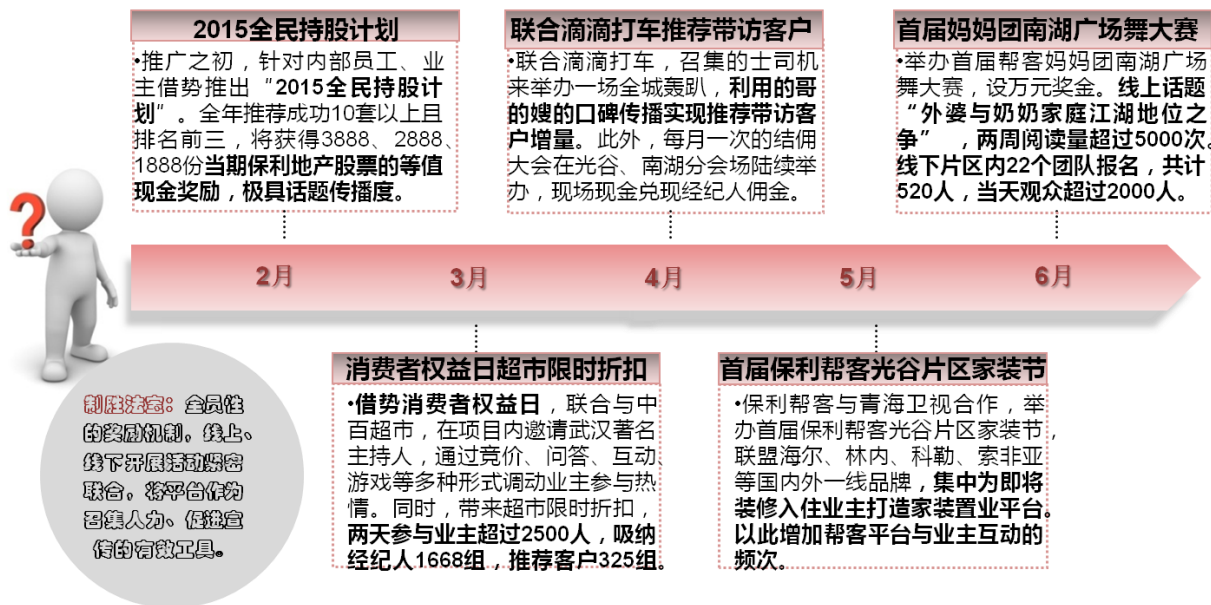 2015全民持股计划
•推广之初，针对内部员工、业
主借势推出“2015全民持股计
划”。全年推荐成功10套以上且
排名前三，将获得3888、2888、
1888份当期保利地产股票的等值
现金奖励，极具话题传播度。
联合滴滴打车推荐带访客户
•联合滴滴打车，召集的士司机
来举办一场全城轰趴，利用的哥
的嫂的口碑传播实现推荐带访客
户增量。此外，每月一次的结佣
大会在光谷、南湖分会场陆续举
办，现场现金兑现经纪人佣金。
首届妈妈团南湖广场舞大赛
•举办首届帮客妈妈团南湖广场
舞大赛，设万元奖金。线上话题
“外婆与奶奶家庭江湖地位之
争”，两周阅读量超过5000次。
线下片区内22个团队报名，共计
520人，当天观众超过2000人。
?
2月
3月
4月
5月
6月
制胜法宝：全员性
的奖励机制，线上、
线下开展活动紧密
联合，将平台作为
召集人力、促进宣
传的有效工具。
消费者权益日超市限时折扣
•借势消费者权益日，联合与中
百超市，在项目内邀请武汉著名
主持人，通过竞价、问答、互动、
游戏等多种形式调动业主参与热
情。同时，带来超市限时折扣，
两天参与业主超过2500人，吸纳
经纪人1668组，推荐客户325组。
首届保利帮客光谷片区家装节
•保利帮客与青海卫视合作，举
办首届保利帮客光谷片区家装节，
联盟海尔、林内、科勒、索非亚
等国内外一线品牌，集中为即将
装修入住业主打造家装置业平台。
以此增加帮客平台与业主互动的
频次。